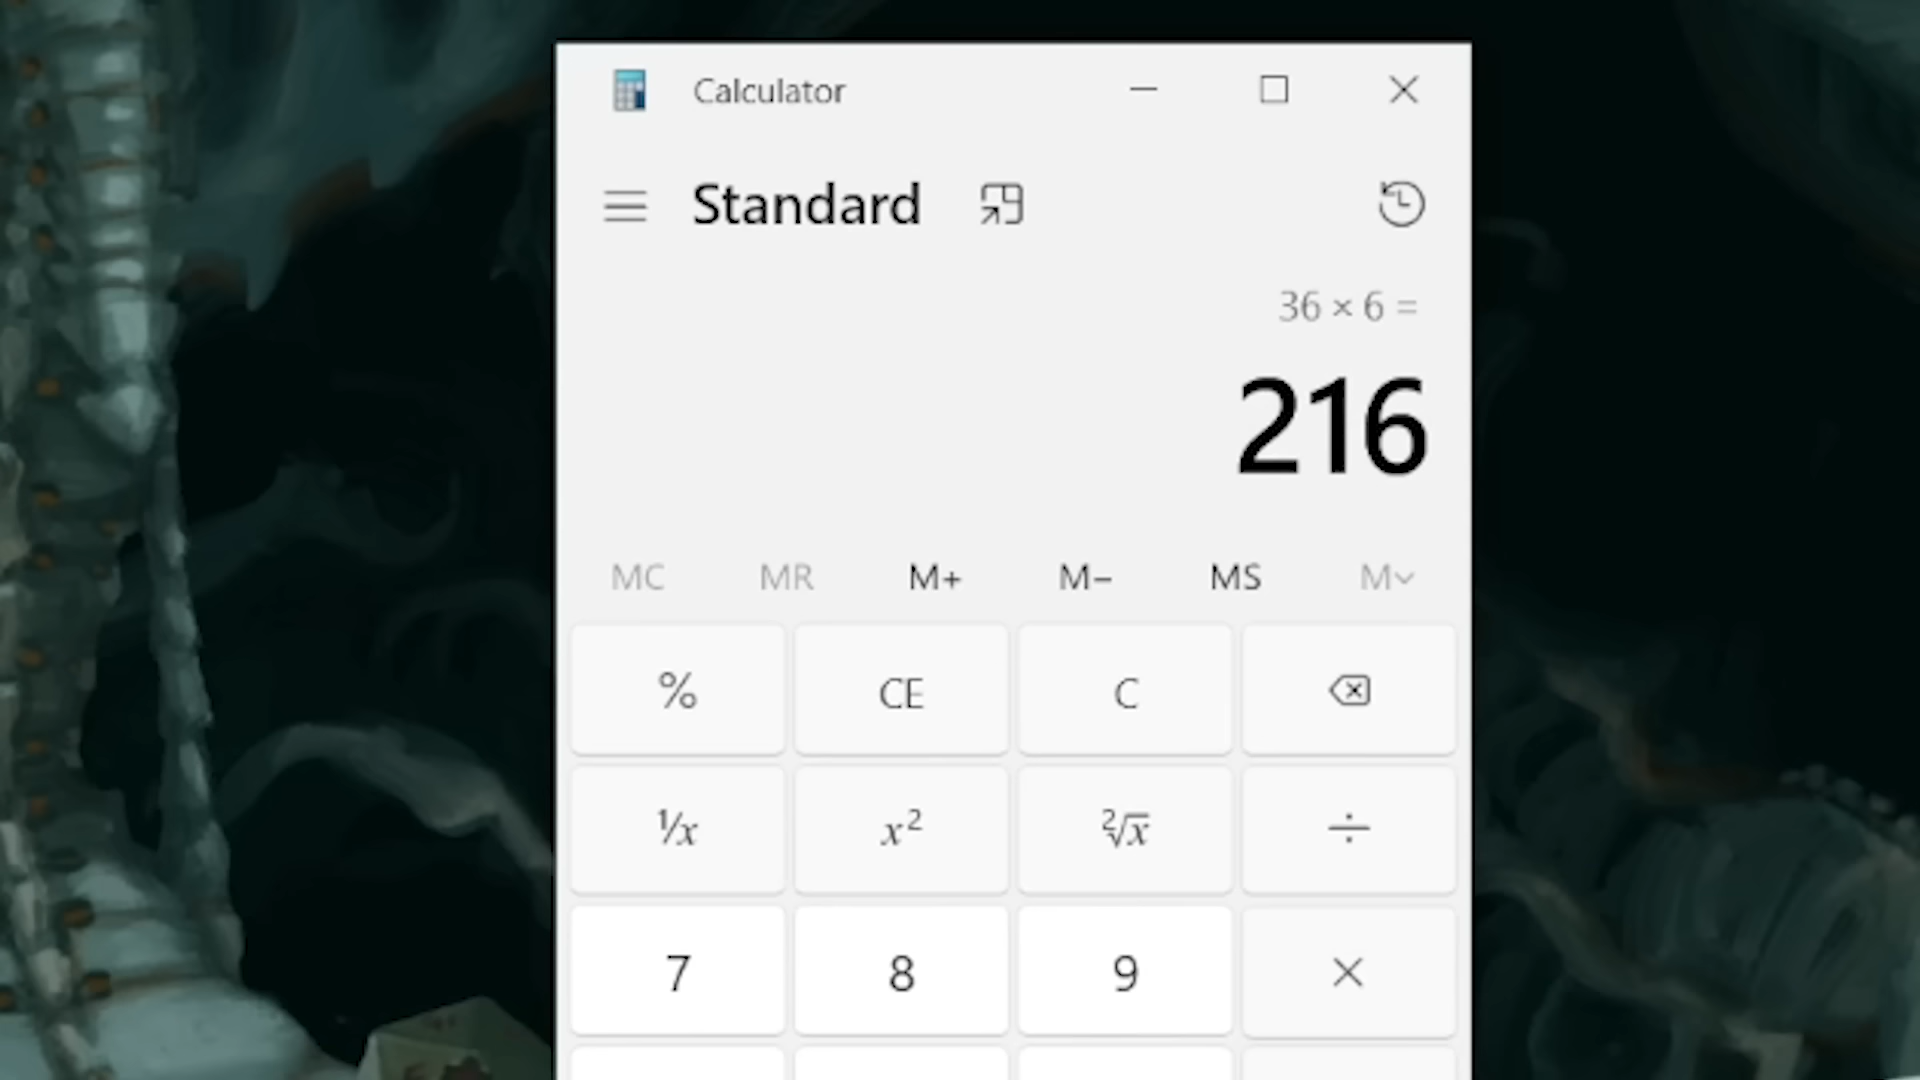 Calculator
Standard
36 × 6 =
216
MC MR M+ M− MS M
% CE C
¹/x x² ²√x ÷
7 8 9 ×